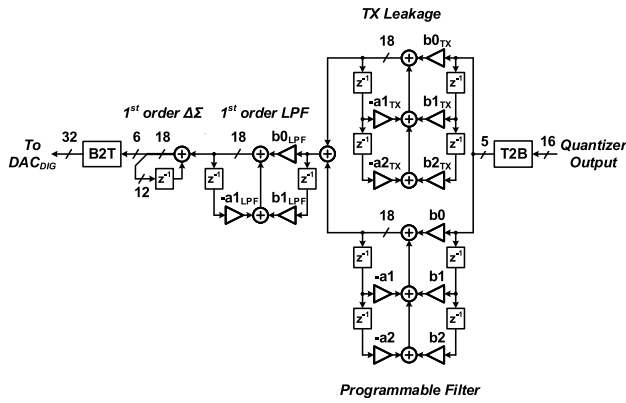 TX Leakage
18
b0TX
z-1
z-1
-a1TX
b1TX
z-1
z-1
-a2TX
b2TX
1st order ΔΣ
1st order LPF
To
DACDIG
32
B2T
6
18
12
z-1
18
b0LPF
z-1
z-1
-a1LPF
b1LPF
5
T2B
16
Quantizer
Output
18
b0
z-1
z-1
-a1
b1
z-1
z-1
-a2
b2
Programmable Filter